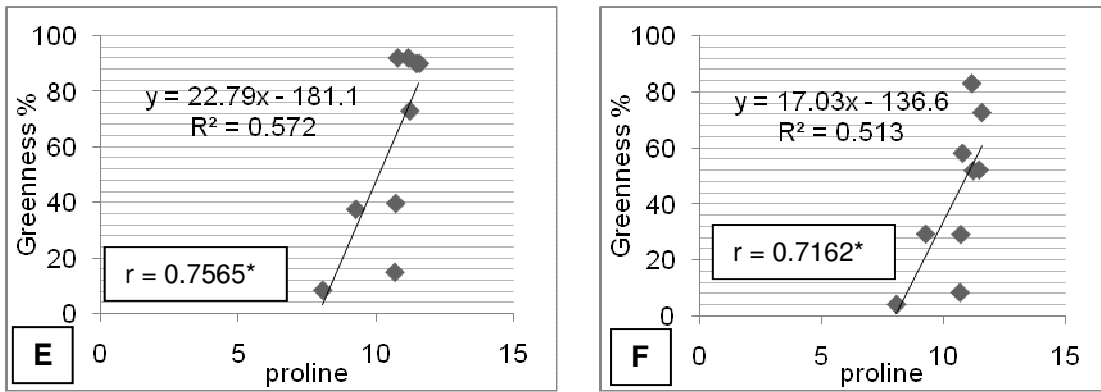 100
80
60
40
20
0
Greenness %
y = 22.79x - 181.1
R² = 0.572
r = 0.7565*
E
0 5 10 15
proline
100
80
60
40
20
0
Greenness %
y = 17.03x - 136.6
R² = 0.513
r = 0.7162*
F
0 5 10 15
proline